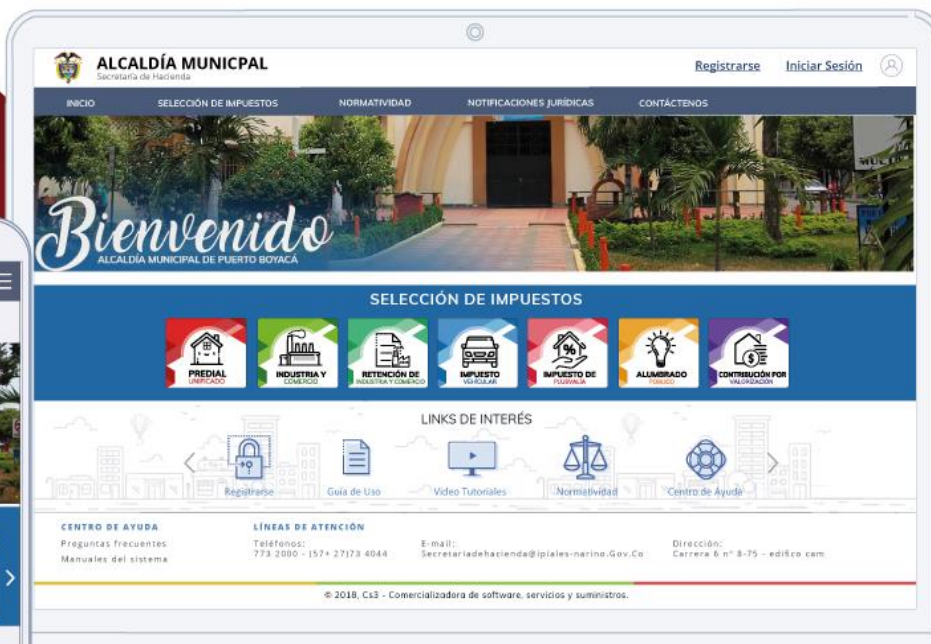 ALCALDÍA MUNICPAL
Secretaría de Hacienda
Registrarse Iniciar Sesión
INICIO SELECCIÓN DE IMPUESTOS NORMATIVIDAD NOTIFICACIONES JURÍDICAS CONTÁCTENOS
Bienvenido
ALCALDÍA MUNICIPAL DE PUERTO BOYACÁ
SELECCIÓN DE IMPUESTOS
PREDIAL
UNIFICADO
INDUSTRIA Y
COMERCIO
RETENCIÓN DE
INDUSTRIA Y COMERCIO
IMPUESTO
VEHÍCULAR
IMPUESTO DE
PLUSVALÍA
ALUMBRADO
PÚBLICO
CONTRIBUCIÓN POR
VALORIZACIÓN
LINKS DE INTERÉS
Registrarse Guía de Uso Video Tutoriales Normatividad Centro de Ayuda
CENTRO DE AYUDA LÍNEAS DE ATENCIÓN
Preguntas frecuentes Teléfonos: E-mail: Dirección:
Manuales del sistema 773 2000 - (57+ 27)73 4044 Secretariadehacienda@ipiales-narino.Gov.Co Carrera 6 n° 8-75 - edifico cam
© 2018, Cs3 - Comercializadora de software, servicios y suministros.